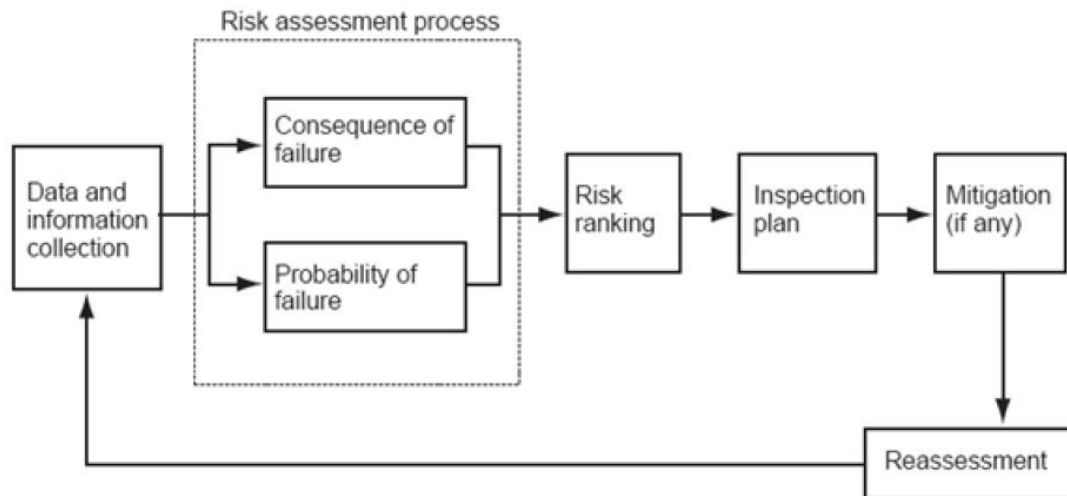 Risk assessment process
Consequence of
failure
Data and
information
collection
Probability of
failure
Risk
ranking
Inspection
plan
Mitigation
(if any)
Reassessment